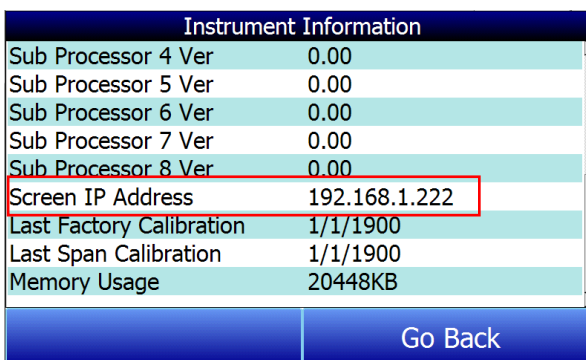 Instrument Information
Sub Processor 4 Ver 0.00
Sub Processor 5 Ver 0.00
Sub Processor 6 Ver 0.00
Sub Processor 7 Ver 0.00
Sub Processor 8 Ver 0.00
Screen IP Address 192.168.1.222
Last Factory Calibration 1/1/1900
Last Span Calibration 1/1/1900
Memory Usage 20448KB
Go Back